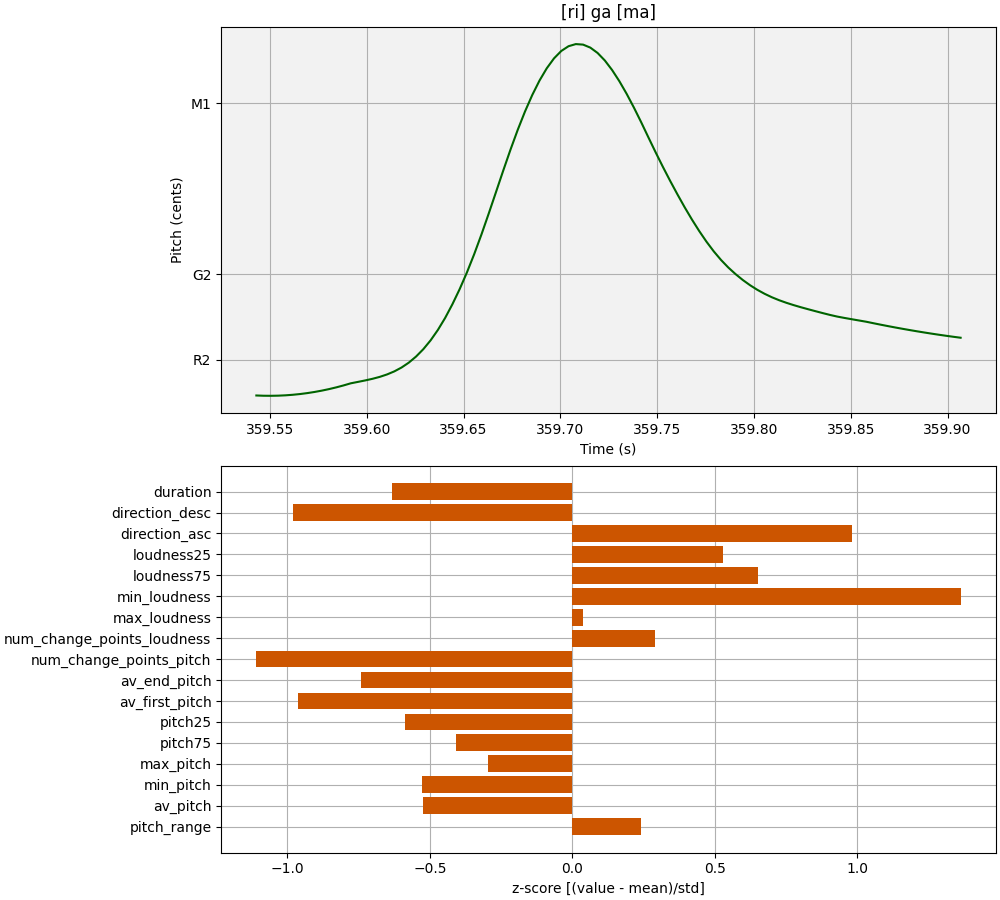 [ri] ga [ma]
M1
G2
R2
Pitch (cents)
359.55 359.60 359.65 359.70 359.75 359.80 359.85 359.90
Time (s)
duration
direction_desc
direction_asc
loudness25
loudness75
min_loudness
max_loudness
num_change_points_loudness
num_change_points_pitch
av_end_pitch
av_first_pitch
pitch25
pitch75
max_pitch
min_pitch
av_pitch
pitch_range
−1.0 −0.5 0.0 0.5 1.0
z-score [(value - mean)/std]